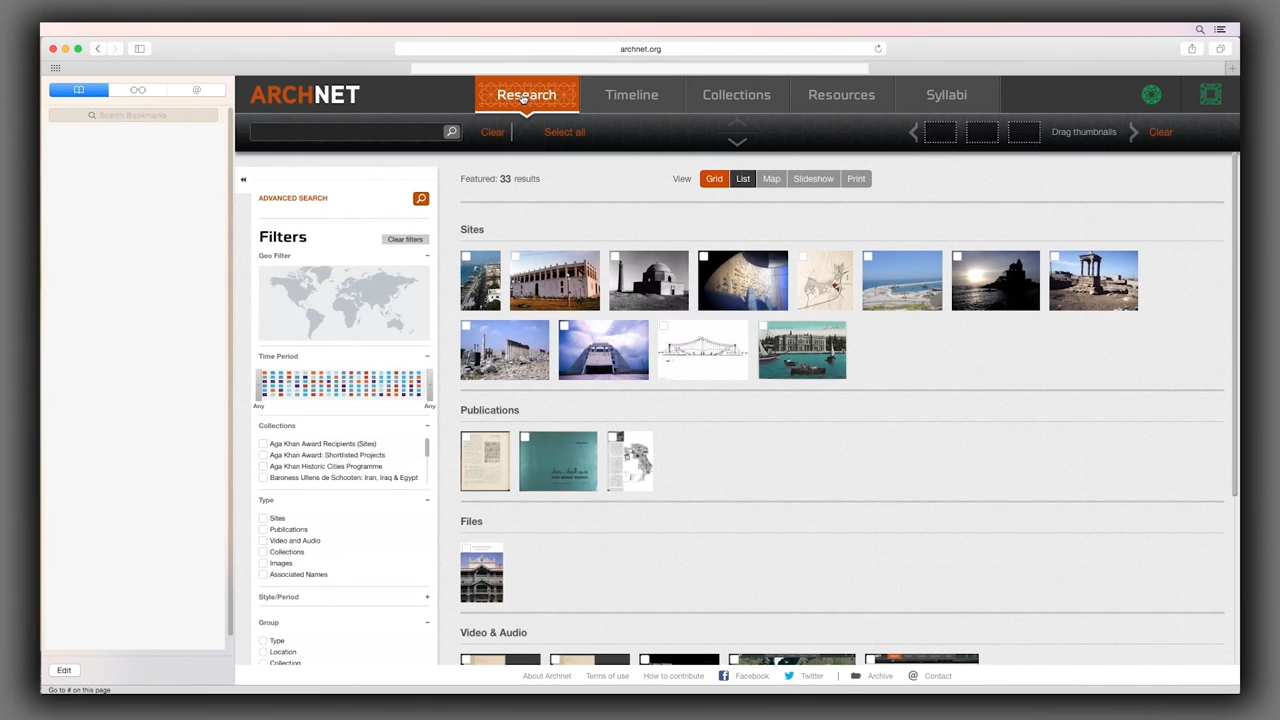 archnet.org
Search Bookmarks
ARCHNET
Research
Timeline
Collections
Resources
Syllabi
Clear
Select all
Drag thumbnails
Clear
ADVANCED SEARCH
Filters
Clear filters
Geo Filter
Time Period
Any
Any
Collections
Aga Khan Award Recipients (Sites)
Aga Khan Award: Shortlisted Projects
Aga Khan Historic Cities Programme
Baroness Ullens de Schooten: Iran, Iraq & Egypt
Type
Sites
Publications
Video and Audio
Collections
Images
Associated Names
Style/Period
Group
Type
Location
Collection
Featured: 33 results
View
Grid
List
Map
Slideshow
Print
Sites
Publications
Files
Video & Audio
About Archnet
Terms of use
How to contribute
Facebook
Twitter
Archive
@ Contact
Edit
Go to # on this page